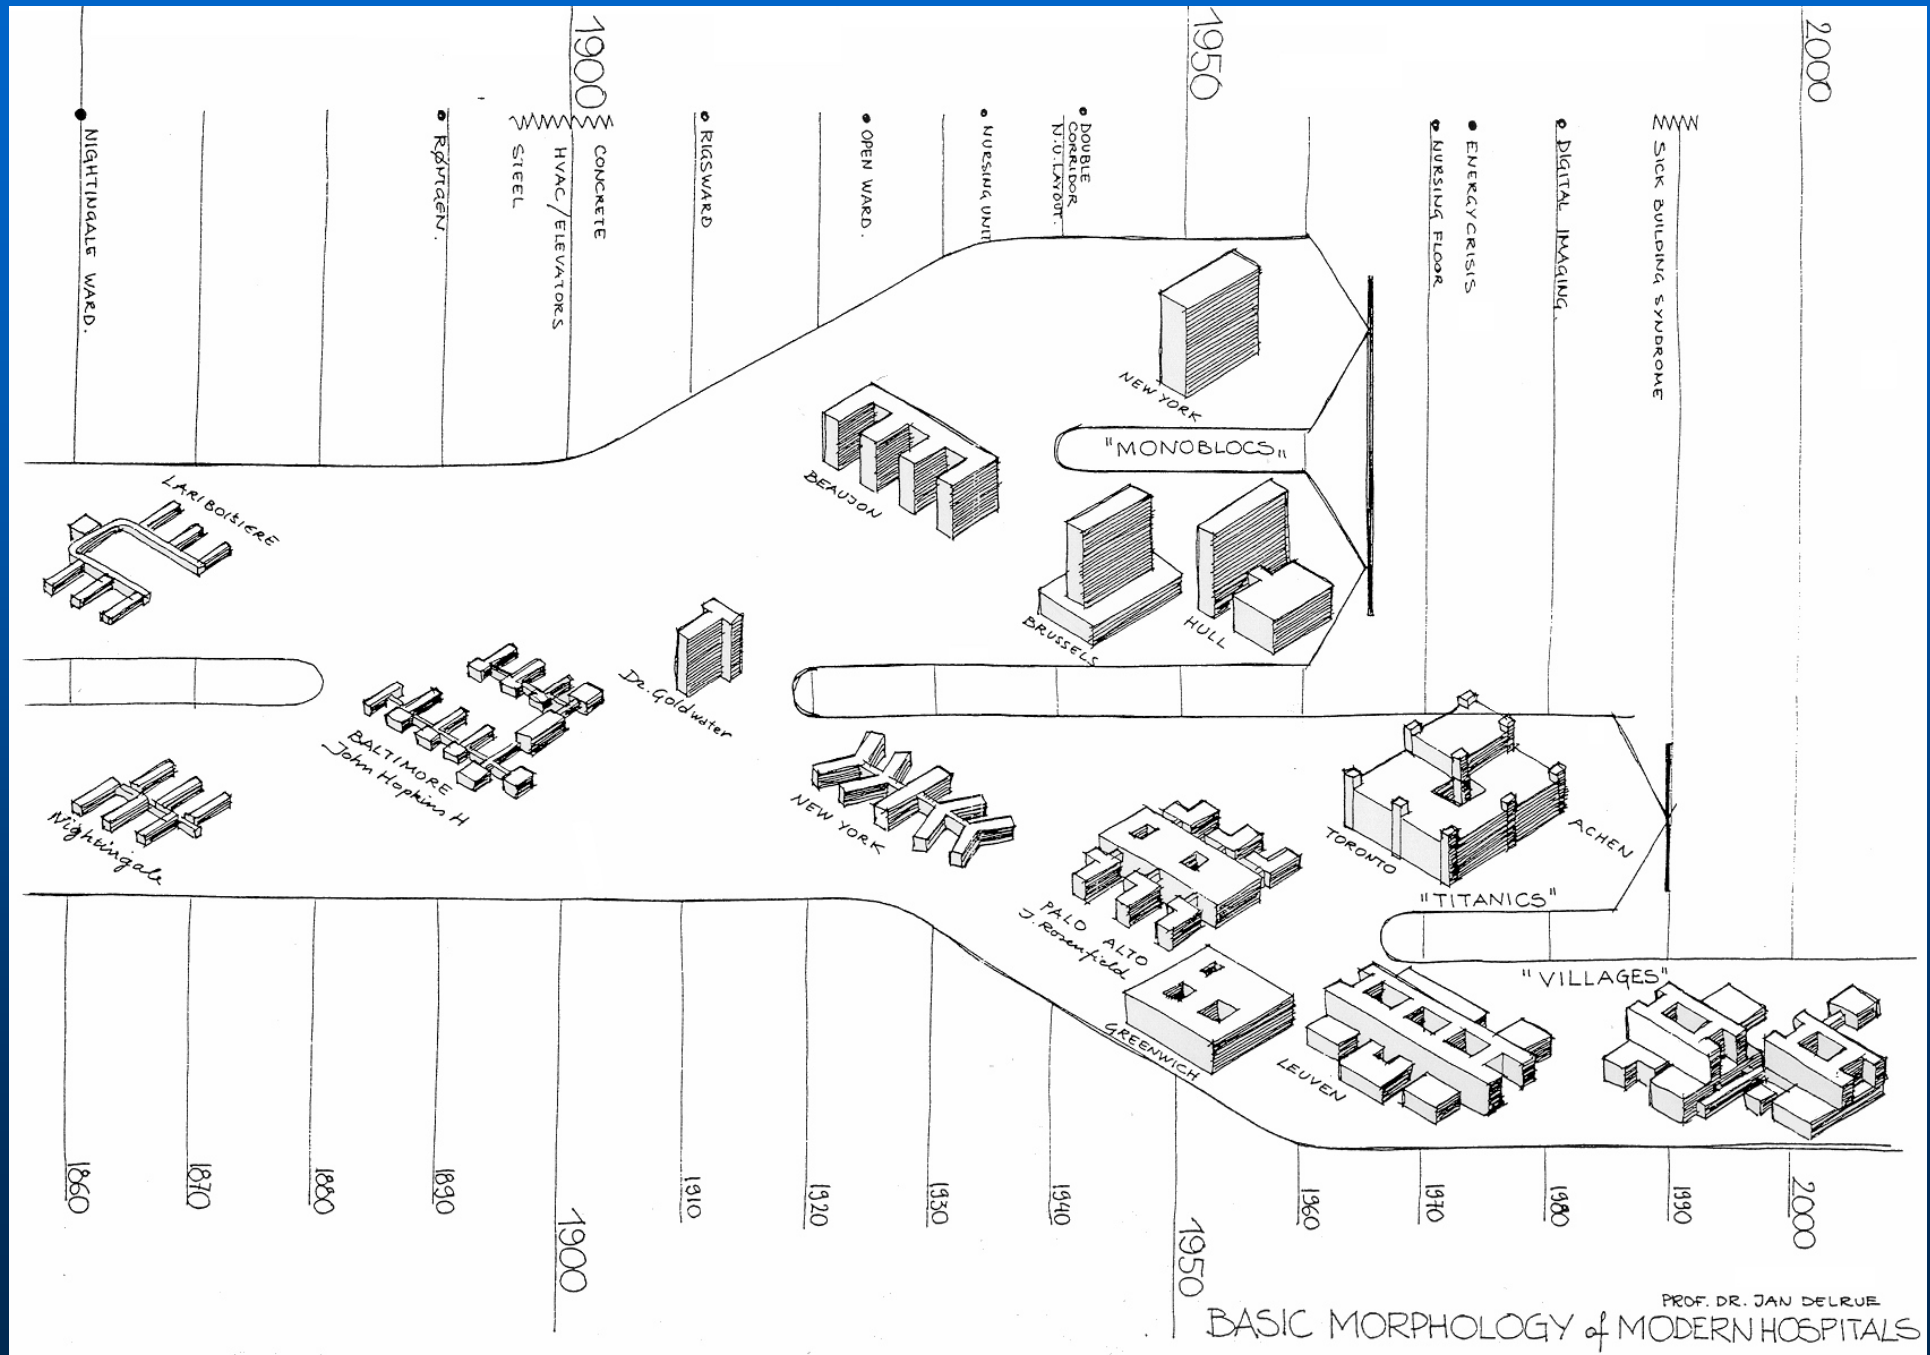 1900
1950
2000
NIGHTINGALE WARD.
RØNTGEN.
STEEL
HVAC/ELEVATORS
CONCRETE
RIGSWARD
OPEN WARD.
NURSING UNIT
DOUBLE
CORRIDOR
N.U. LAYOUT.
NURSING FLOOR
ENERGYCRISIS
DIGITAL IMAGING.
SICK BUILDING SYNDROME
NEW YORK
"MONOBLOCS"
BEAUJON
LARIBOISIERE
BRUSSELS
HULL
Dr. Goldwater
BALTIMORE
John Hopkins H
Nightingale
NEW YORK
PALO ALTO
J. Rosenfield
TORONTO
ACHEN
"TITANICS"
"VILLAGES"
GREENWICH
LEUVEN
1860
1870
1880
1890
1900
1910
1920
1930
1940
1950
1960
1970
1980
1990
2000
PROF. DR. JAN DELRUE
BASIC MORPHOLOGY of MODERN HOSPITALS